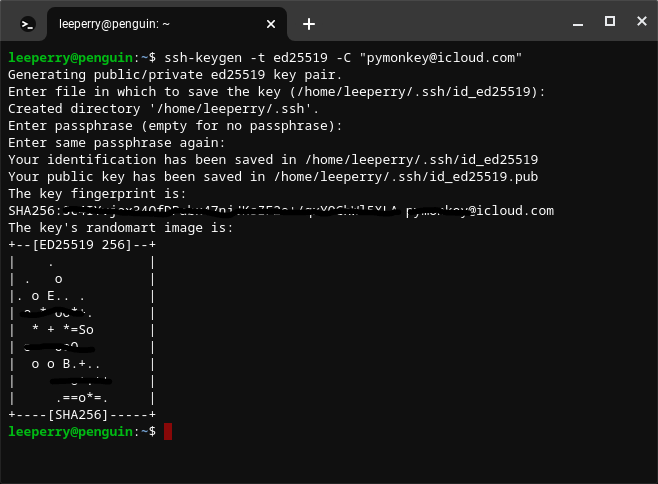 leeperry@penguin: ~
leeperry@penguin:~$ ssh-keygen -t ed25519 -C "pymonkey@icloud.com"
Generating public/private ed25519 key pair.
Enter file in which to save the key (/home/leeperry/.ssh/id_ed25519):
Created directory '/home/leeperry/.ssh'.
Enter passphrase (empty for no passphrase):
Enter same passphrase again:
Your identification has been saved in /home/leeperry/.ssh/id_ed25519
Your public key has been saved in /home/leeperry/.ssh/id_ed25519.pub
The key fingerprint is:
SHA256: pymonkey@icloud.com
The key's randomart image is:
+--[ED25519 256]--+
|    .            |
| .   o           |
|. o E.. .        |
|                 |
|  * + *=So       |
|                 |
|  o o B.+..      |
|                 |
|     .==o*=.     |
+----[SHA256]-----+
leeperry@penguin:~$